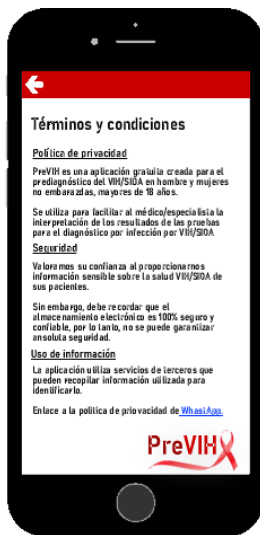 Términos y condiciones
Política de privacidad
PreVIH es una aplicación gratuita creada para el
prediagnóstico del VIH/SIDA en hombre y mujeres
no embarazdas, mayores de 18 años.
Se utiliza para facilitar al médico/especialista la
interpretación de los resultados de las pruebas
para el diagnóstico por infección por VIH/SIDA
Seguridad
Valoramos su confianza al proporcionarnos
información sensible sobre la salud VIH/SIDA de
sus pacientes.
Sin embargo, debe recordar que el
almacenamiento electrónico es 100% seguro y
confiable, por lo tanto, no se puede garantizar
ansoluta seguridad.
Uso de información
La aplicación utiliza servicios de terceros que
pueden recopilar información utilizada para
identificarlo.
Enlace a la política de priovacidad de WhastApp.
PreVIH